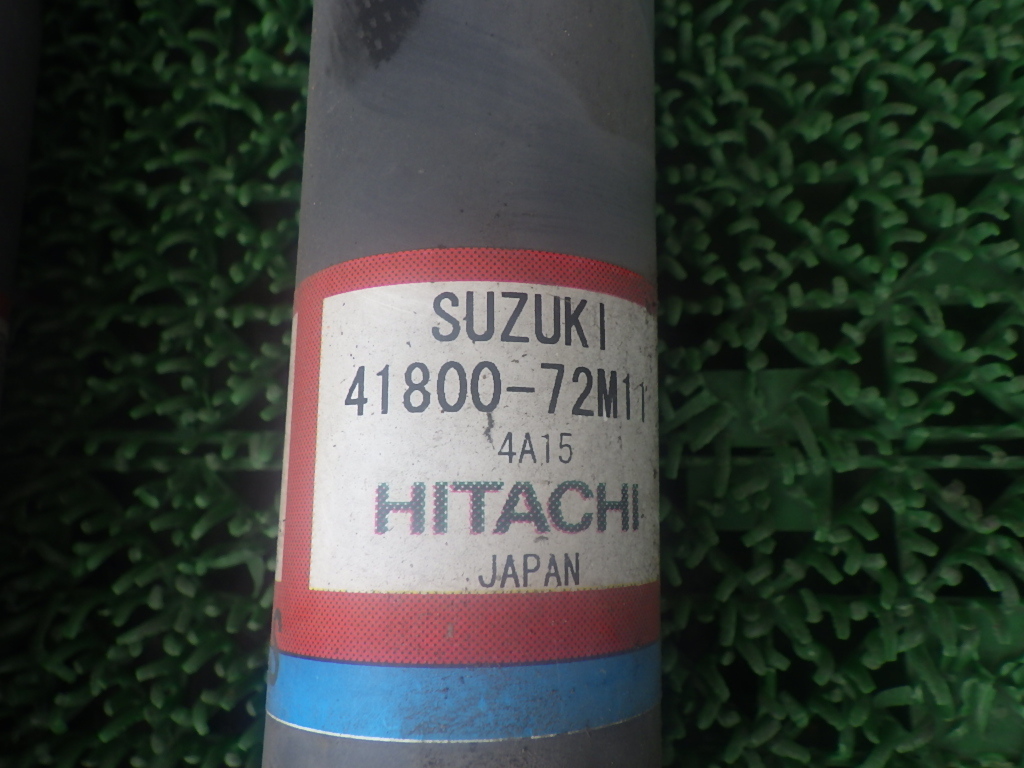 SUZUKI
41800-72M11
4A15
HITACHI
JAPAN